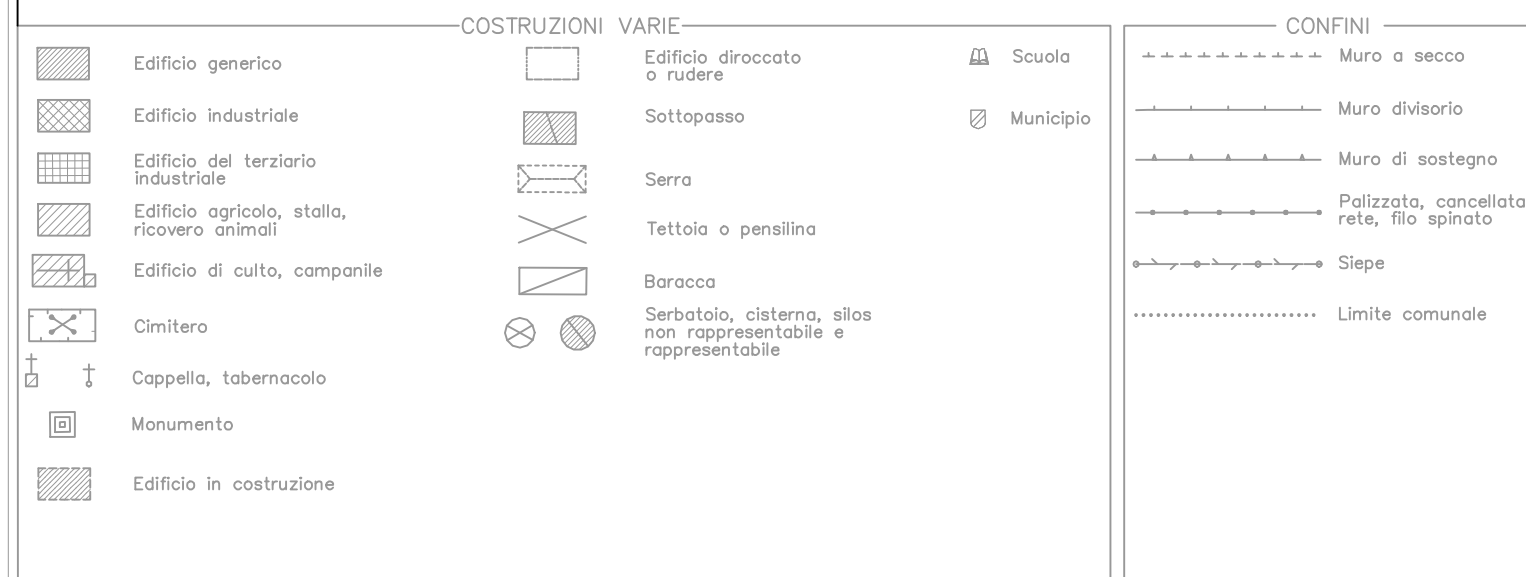 COSTRUZIONI VARIE
Edificio generico
Edificio industriale
Edificio del terziario
industriale
Edificio agricolo, stalla,
ricovero animali
Edificio di culto, campanile
Cimitero
Cappella, tabernacolo
Monumento
Edificio in costruzione
Edificio diroccato
o rudere
Sottopasso
Serra
Tettoia o pensilina
Baracca
Serbatoio, cisterna, silos
non rappresentabile e
rappresentabile
Scuola
Municipio
CONFINI
Muro a secco
Muro divisorio
Muro di sostegno
Palizzata, cancellata
rete, filo spinato
Siepe
Limite comunale